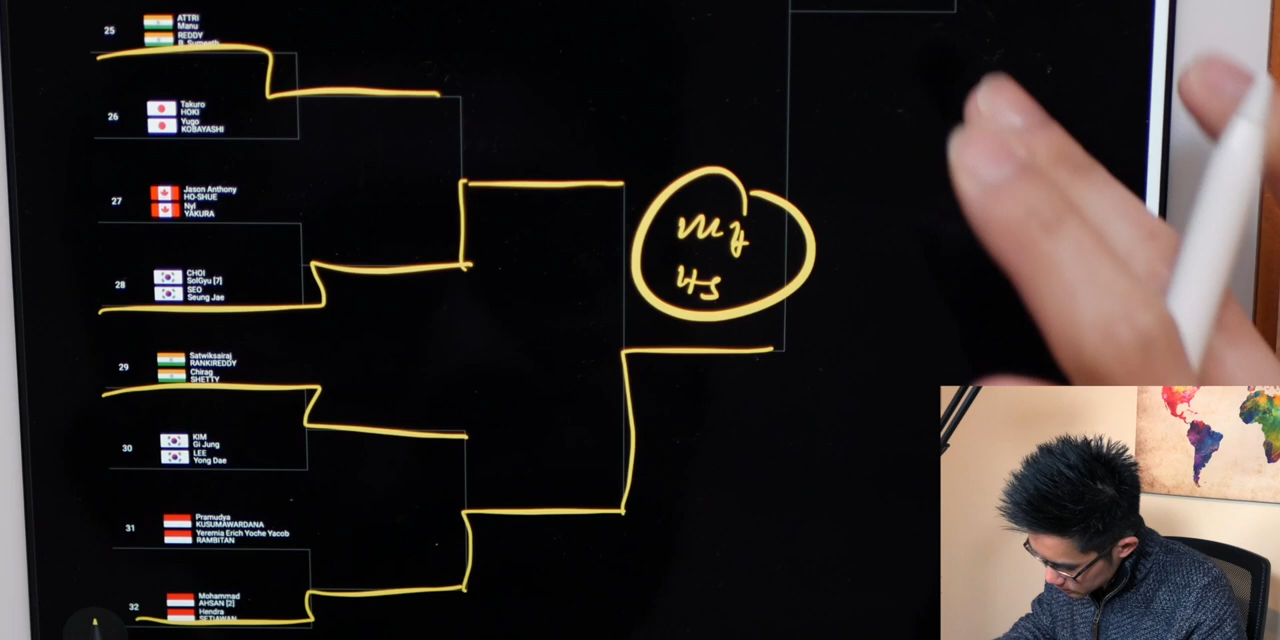 25
ATTRI
Manu
REDDY
B. Sumeeth
26
Takuro
HOKI
Yugo
KOBAYASHI
27
Jason Anthony
HO-SHUE
Nyl
YAKURA
28
CHOI
SolGyu [7]
SEO
Seung Jae
29
Satwiksairaj
RANKIREDDY
Chirag
SHETTY
30
KIM
Gi Jung
LEE
Yong Dae
31
Pramudya
KUSUMAWARDANA
Yeremia Erich Yoche Yacob
RAMBITAN
32
Mohammad
AHSAN [2]
Hendra
SETIAWAN